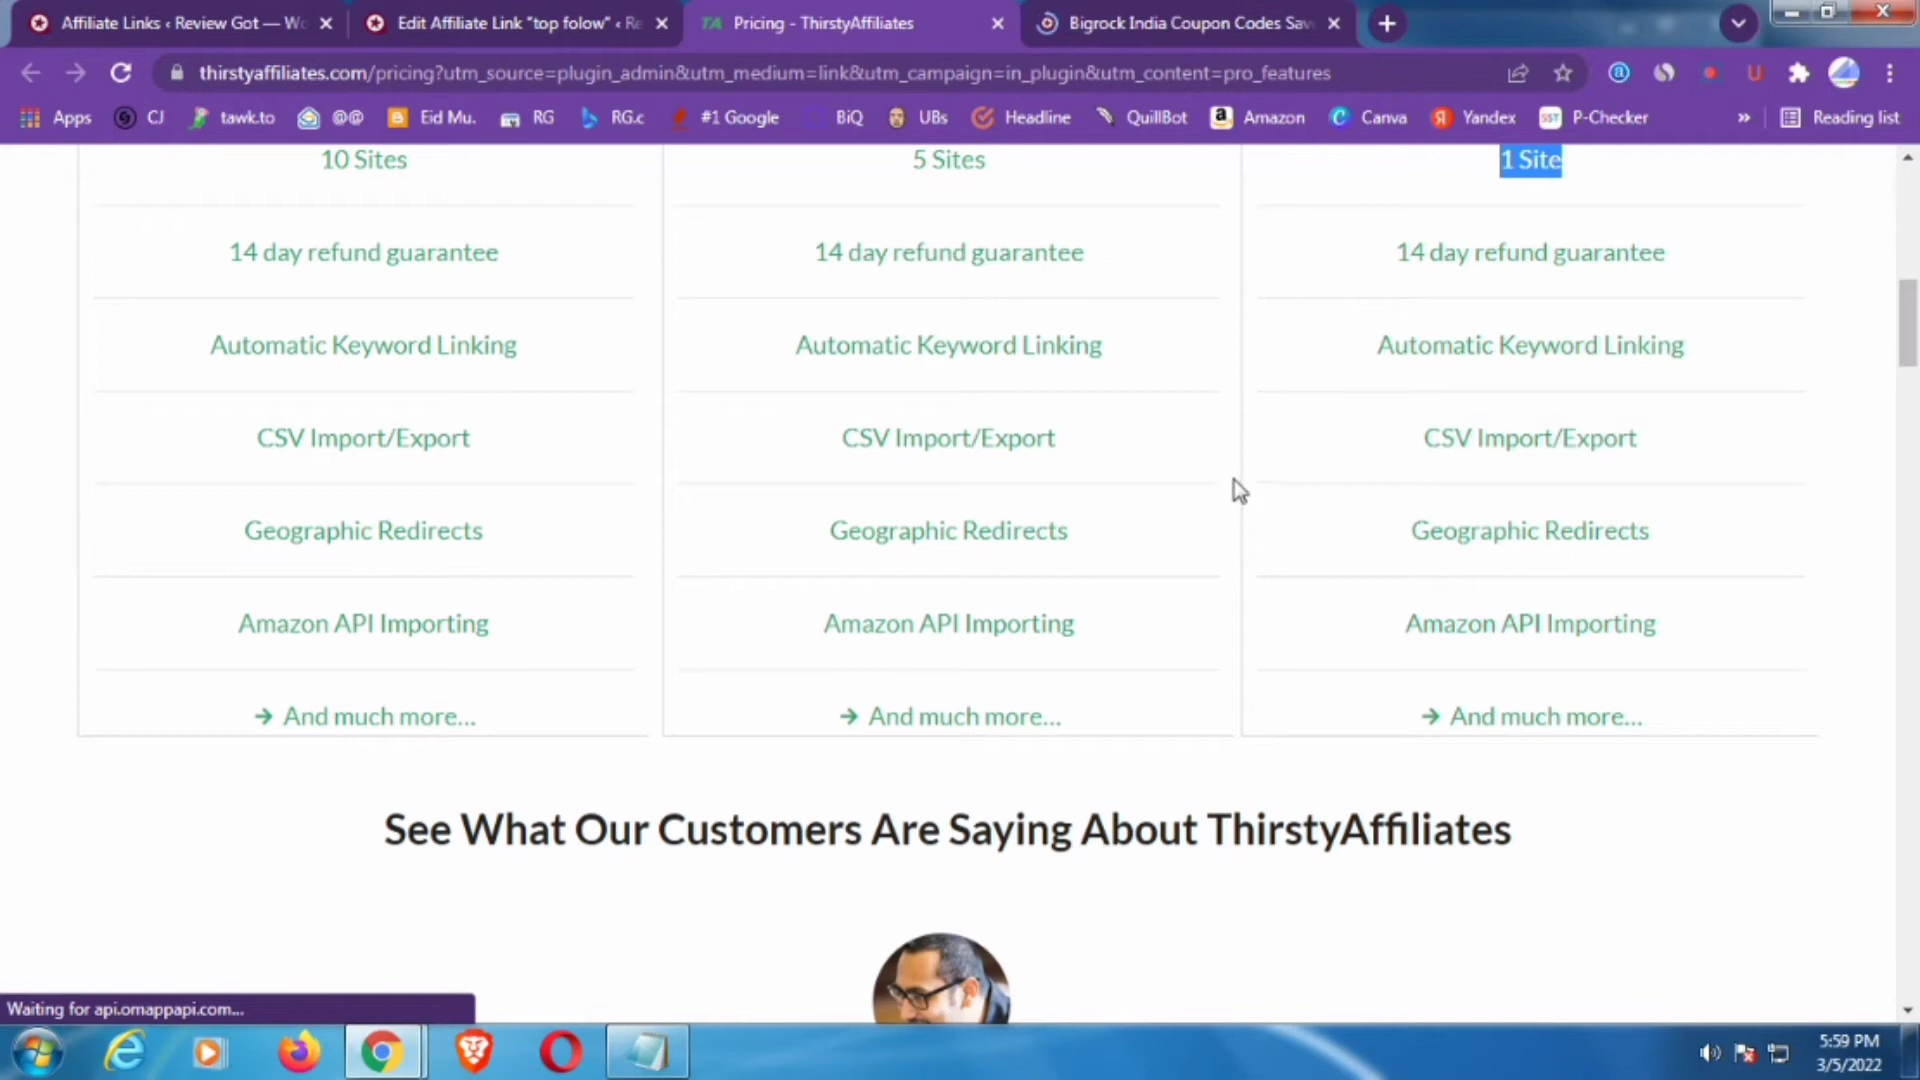 Affiliate Links ‹ Review Got — Wo
Edit Affiliate Link "top folow" ‹ Re
TA Pricing - ThirstyAffiliates
Bigrock India Coupon Codes Sav
thirstyaffiliates.com/pricing?utm_source=plugin_admin&utm_medium=link&utm_campaign=in_plugin&utm_content=pro_features
Apps CJ tawk.to @@ Eid Mu. RG RG.c #1 Google BiQ UBs Headline QuillBot Amazon Canva Yandex P-Checker » Reading list
10 Sites 5 Sites 1 Site
14 day refund guarantee 14 day refund guarantee 14 day refund guarantee
Automatic Keyword Linking Automatic Keyword Linking Automatic Keyword Linking
CSV Import/Export CSV Import/Export CSV Import/Export
Geographic Redirects Geographic Redirects Geographic Redirects
Amazon API Importing Amazon API Importing Amazon API Importing
→ And much more... → And much more... → And much more...
See What Our Customers Are Saying About ThirstyAffiliates
Waiting for api.omappapi.com...
5:59 PM
3/5/2022